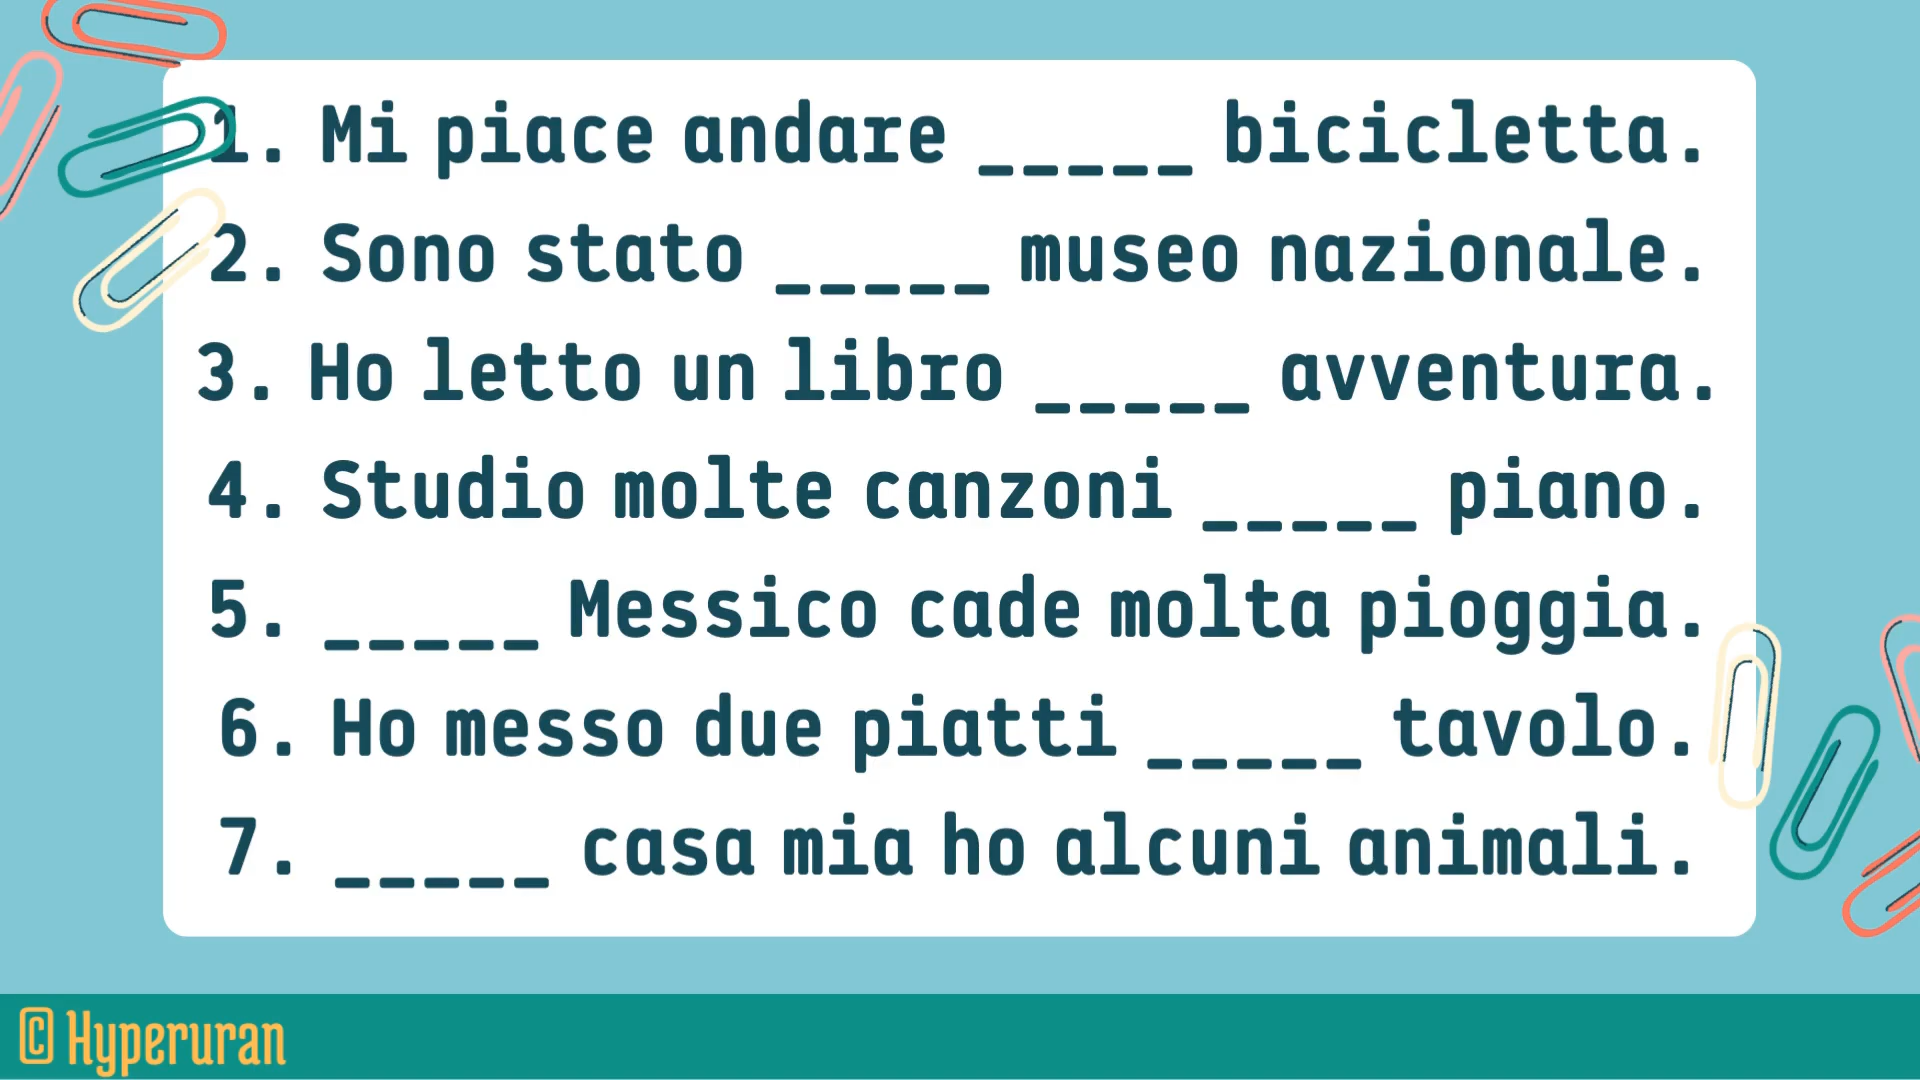 1. Mi piace andare _____ bicicletta.
2. Sono stato _____ museo nazionale.
3. Ho letto un libro _____ avventura.
4. Studio molte canzoni _____ piano.
5. _____ Messico cade molta pioggia.
6. Ho messo due piatti _____ tavolo.
7. _____ casa mia ho alcuni animali.
© Hyperuran